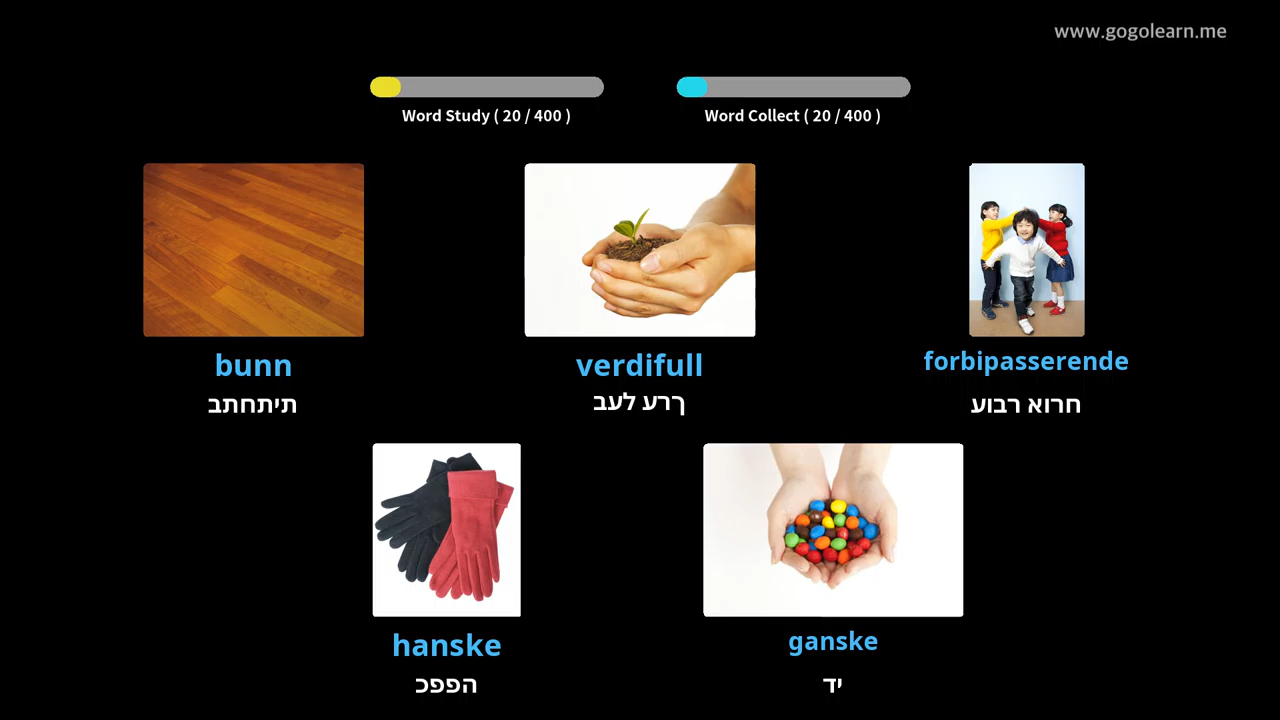 www.gogolearn.me
Word Study ( 20 / 400 )
Word Collect ( 20 / 400 )
bunn
תיתחתב
verdifull
ךרע לעב
forbipasserende
חרוא רבוע
hanske
הפפכ
ganske
יד